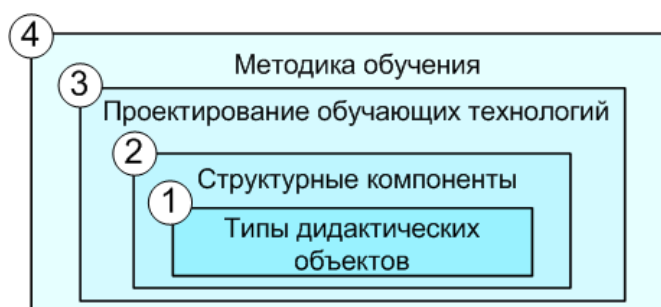 4
Методика обучения
3
Проектирование обучающих технологий
2
Структурные компоненты
1
Типы дидактических
объектов